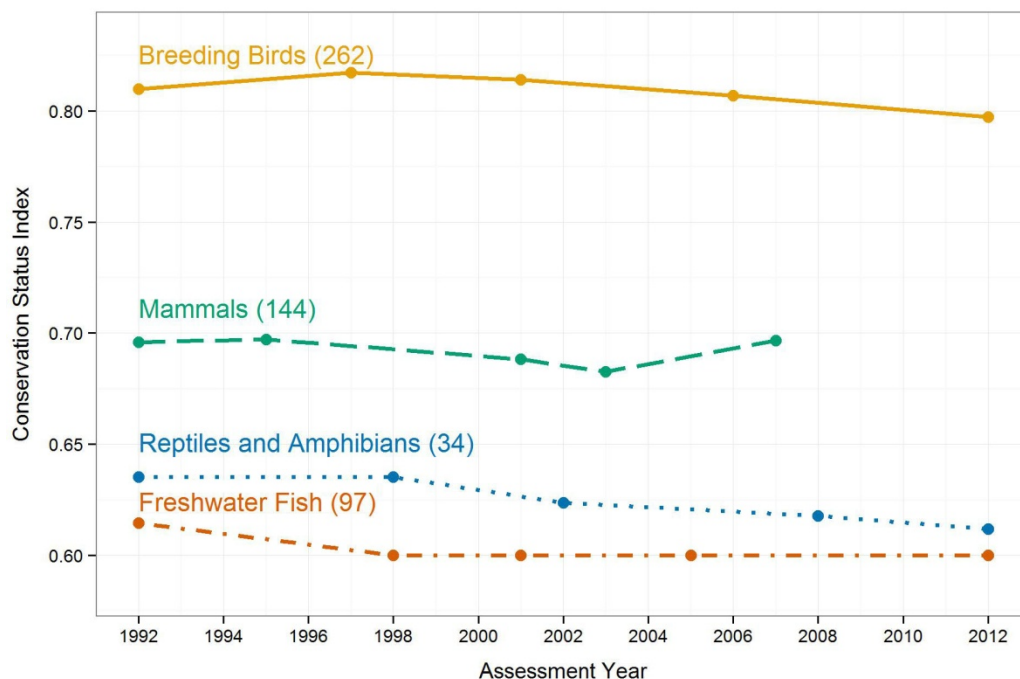 Breeding Birds (262)
0.80
0.75
Mammals (144)
0.70
Reptiles and Amphibians (34)
0.65
Freshwater Fish (97)
0.60
Conservation Status Index
1992 1994 1996 1998 2000 2002 2004 2006 2008 2010 2012
Assessment Year